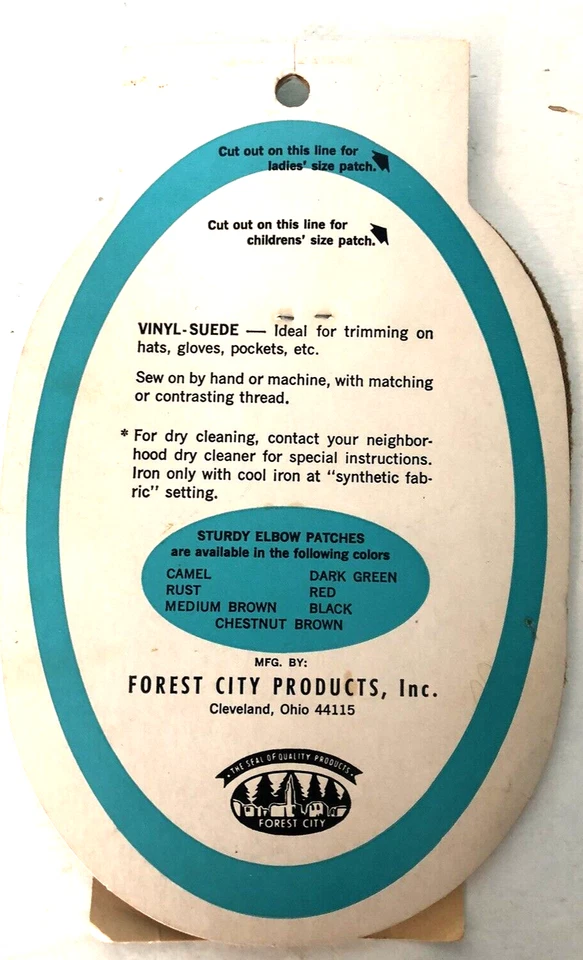 Cut out on this line for
ladies' size patch.
Cut out on this line for
childrens' size patch.
VINYL-SUEDE — Ideal for trimming on
hats, gloves, pockets, etc.
Sew on by hand or machine, with matching
or contrasting thread.
* For dry cleaning, contact your neighbor-
hood dry cleaner for special instructions.
Iron only with cool iron at "synthetic fab-
ric" setting.
STURDY ELBOW PATCHES
are available in the following colors
CAMEL DARK GREEN
RUST RED
MEDIUM BROWN BLACK
CHESTNUT BROWN
MFG. BY:
FOREST CITY PRODUCTS, Inc.
Cleveland, Ohio 44115
• THE SEAL OF QUALITY PRODUCTS •
FOREST CITY